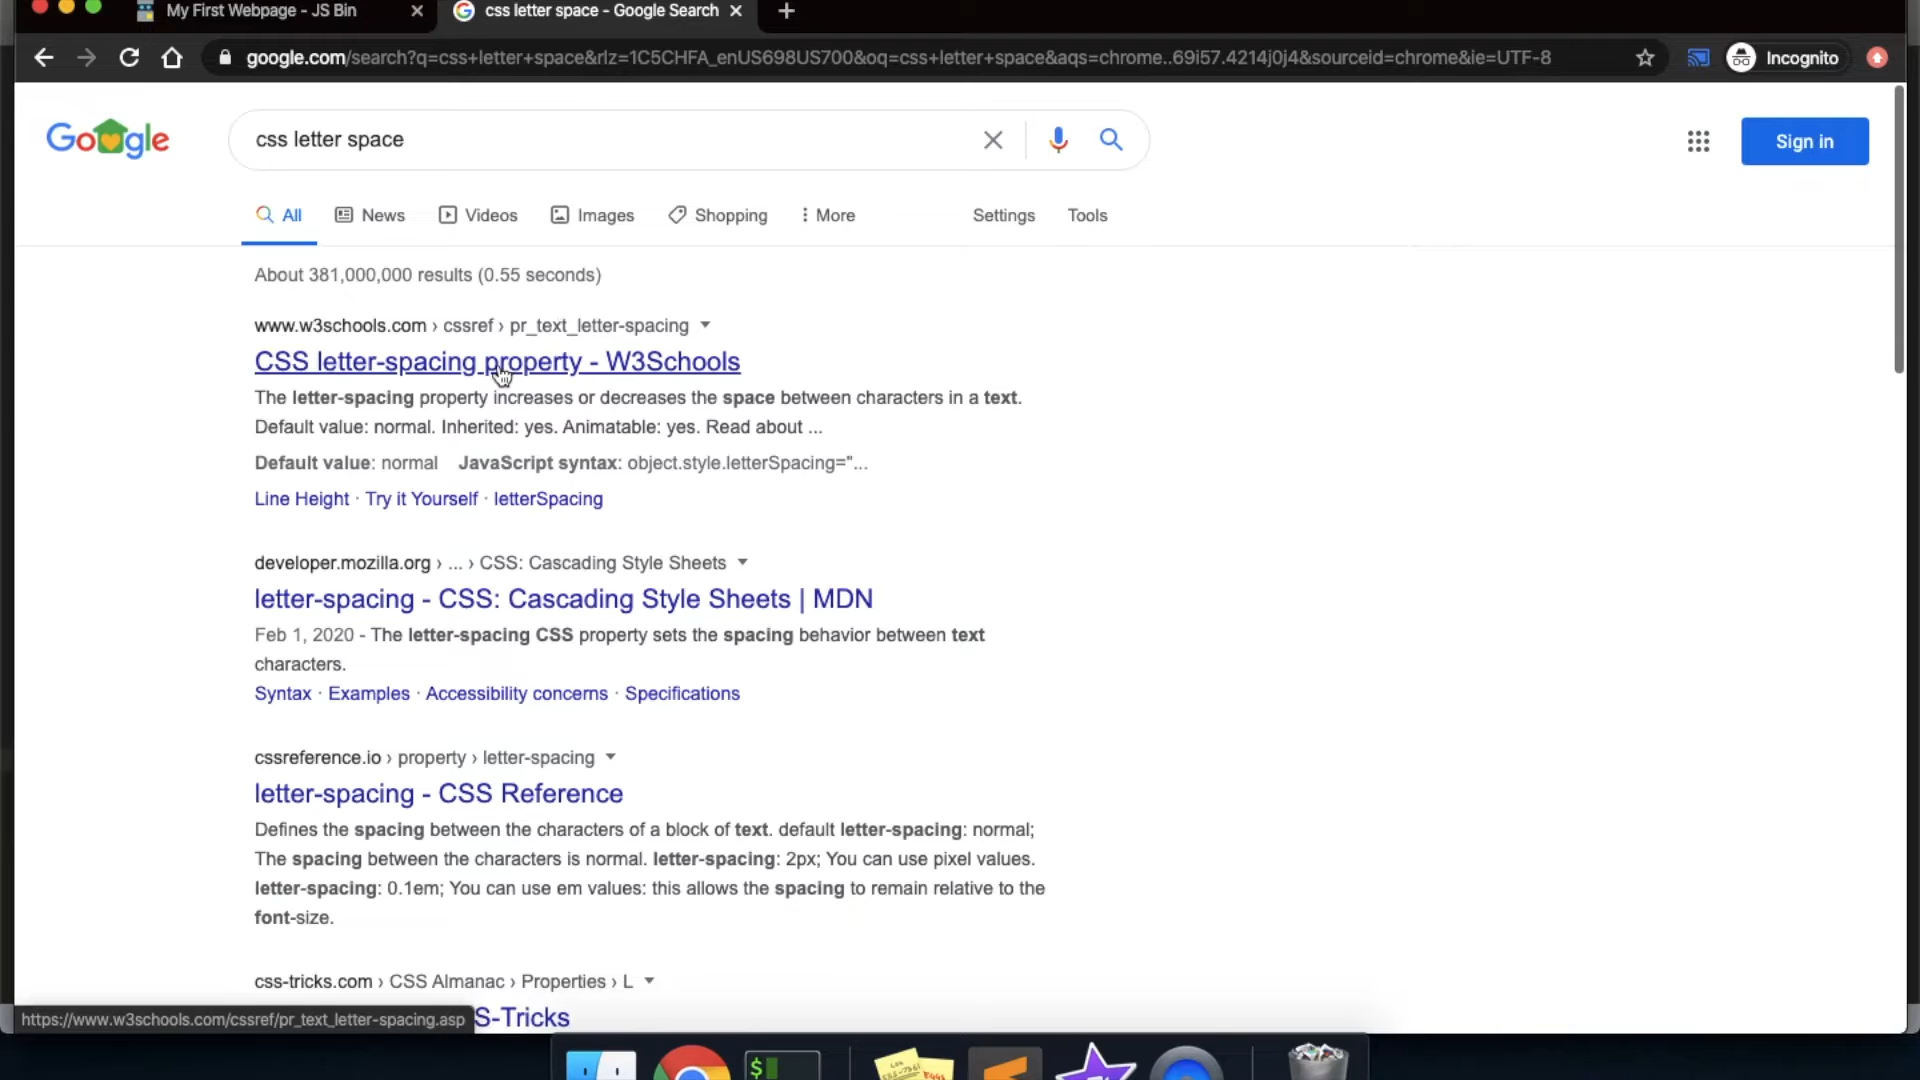 My First Webpage - JS Bin
css letter space - Google Search
google.com/search?q=css+letter+space&rlz=1C5CHFA_enUS698US700&oq=css+letter+space&aqs=chrome..69i57.4214j0j4&sourceid=chrome&ie=UTF-8
Incognito
Google
css letter space
Sign in
All News Videos Images Shopping More Settings Tools
About 381,000,000 results (0.55 seconds)
www.w3schools.com › cssref › pr_text_letter-spacing
CSS letter-spacing property - W3Schools
The letter-spacing property increases or decreases the space between characters in a text.
Default value: normal. Inherited: yes. Animatable: yes. Read about ...
Default value: normal JavaScript syntax: object.style.letterSpacing="...
Line Height · Try it Yourself · letterSpacing
developer.mozilla.org › ... › CSS: Cascading Style Sheets
letter-spacing - CSS: Cascading Style Sheets | MDN
Feb 1, 2020 - The letter-spacing CSS property sets the spacing behavior between text
characters.
Syntax · Examples · Accessibility concerns · Specifications
cssreference.io › property › letter-spacing
letter-spacing - CSS Reference
Defines the spacing between the characters of a block of text. default letter-spacing: normal;
The spacing between the characters is normal. letter-spacing: 2px; You can use pixel values.
letter-spacing: 0.1em; You can use em values: this allows the spacing to remain relative to the
font-size.
css-tricks.com › CSS Almanac › Properties › L
S-Tricks
https://www.w3schools.com/cssref/pr_text_letter-spacing.asp
$
EGGS